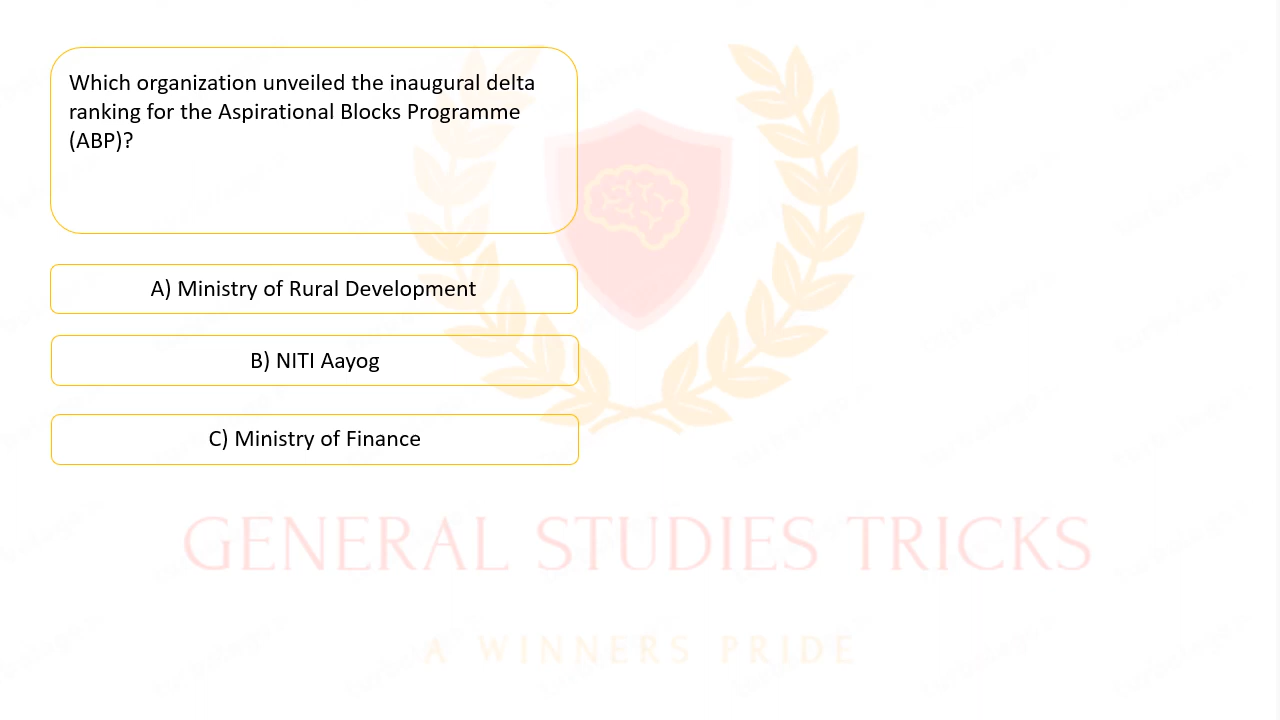 Which organization unveiled the inaugural delta
ranking for the Aspirational Blocks Programme
(ABP)?
A) Ministry of Rural Development
B) NITI Aayog
C) Ministry of Finance
GENERAL STUDIES TRICKS
A WINNERS PRIDE